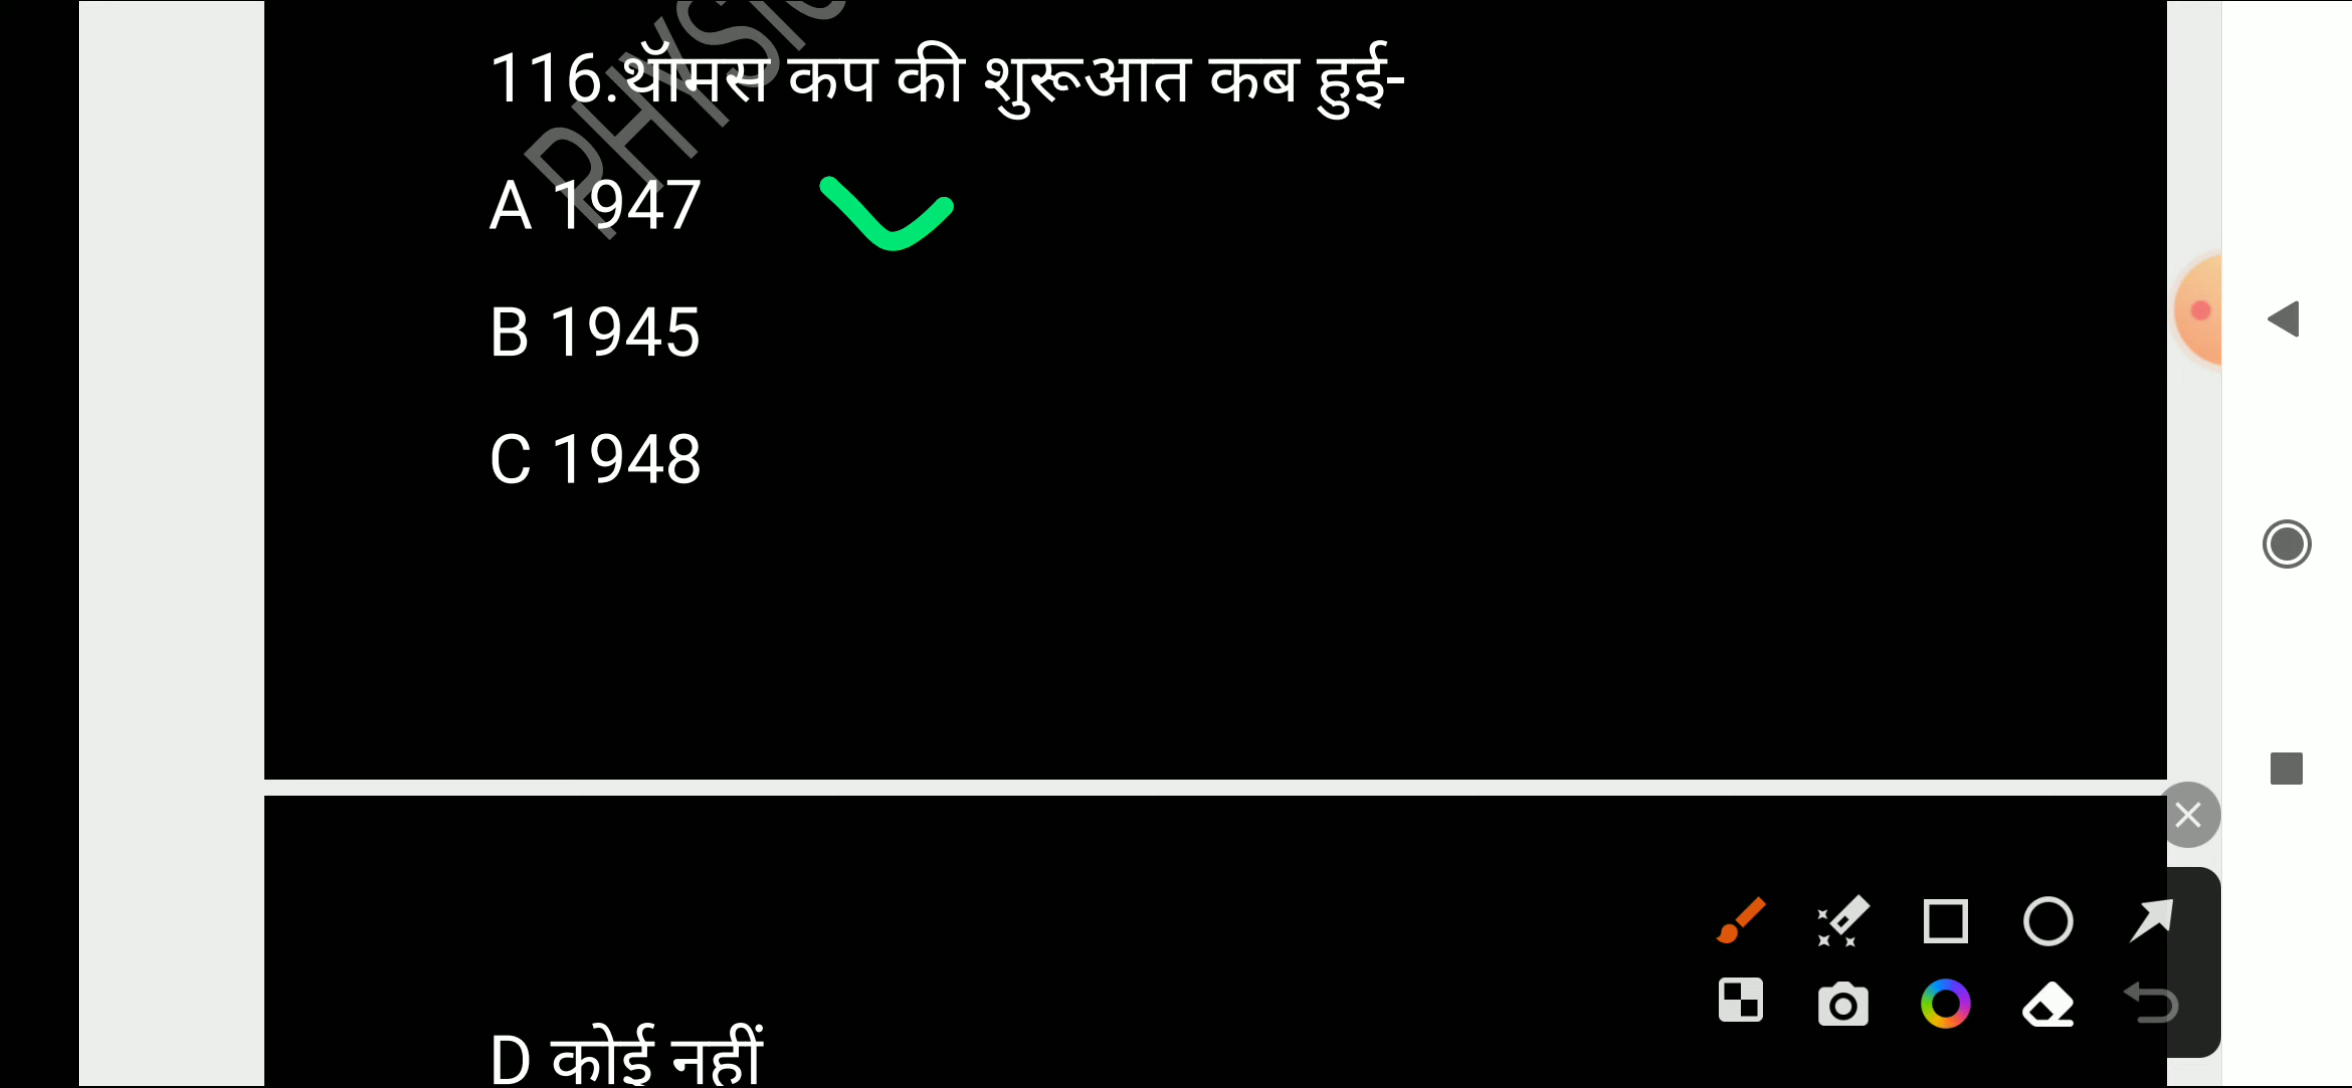 116.थॉमस कप की शुरूआत कब हुई-
A 1947
B 1945
C 1948
D कोई नहीं